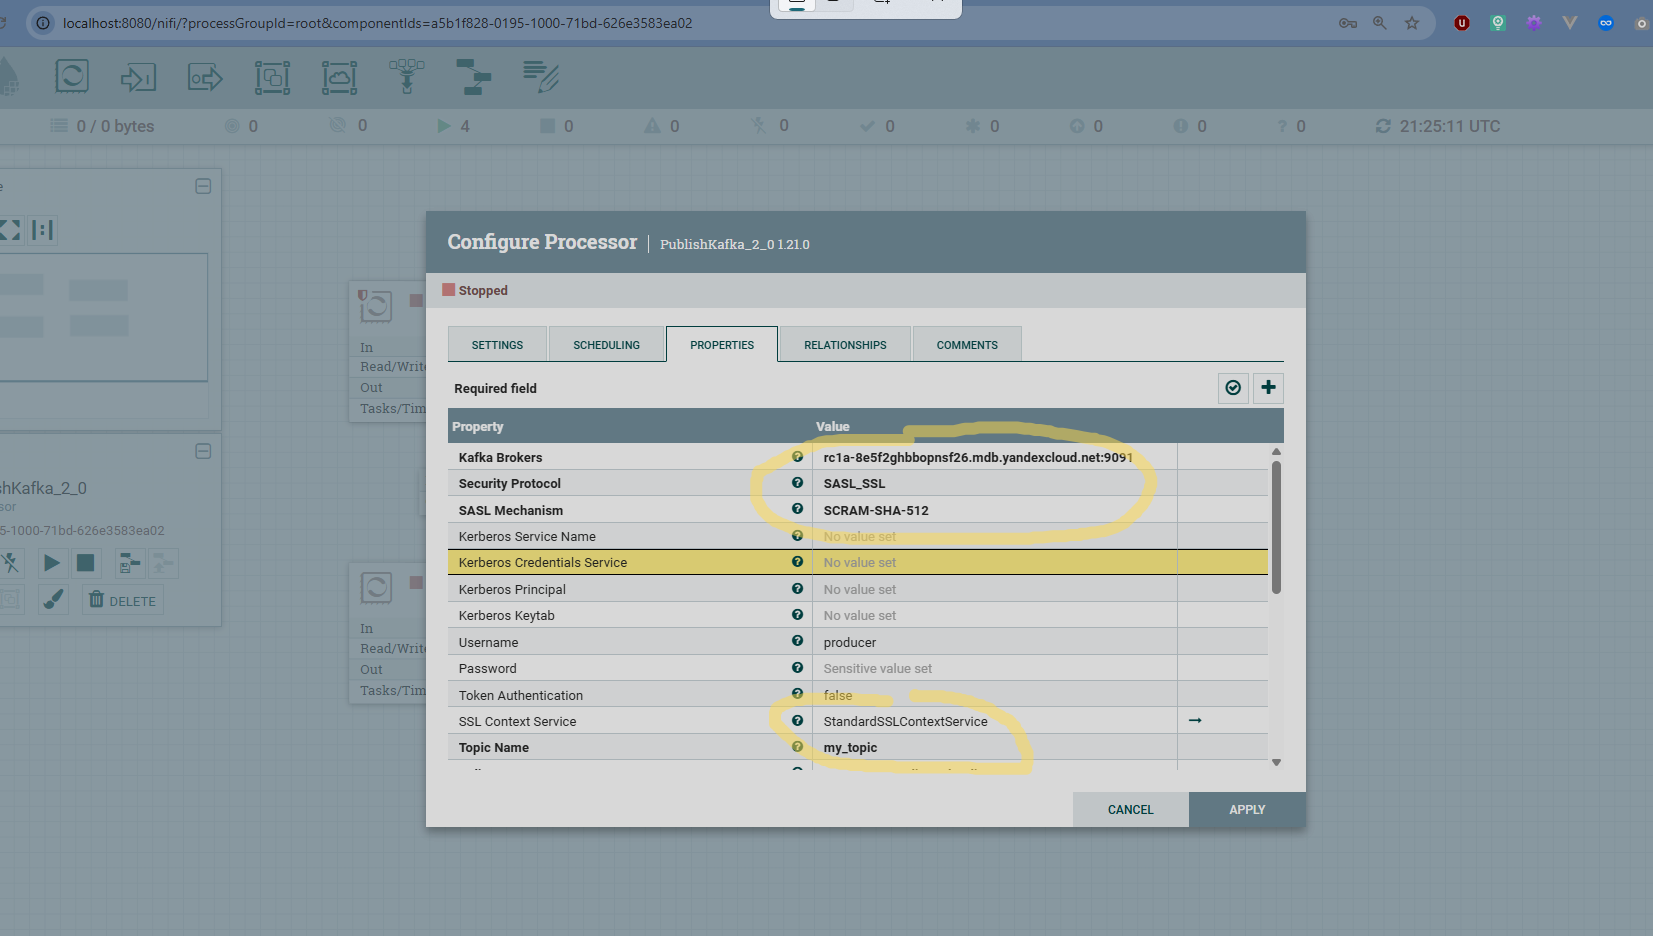 localhost:8080/nifi/?processGroupId=root&componentIds=a5b1f828-0195-1000-71bd-626e3583ea02
0 / 0 bytes 0 0 4 0 0 0 0 0 0 0 0 21:25:11 UTC
Configure Processor PublishKafka_2_0 1.21.0
Stopped
SETTINGS SCHEDULING PROPERTIES RELATIONSHIPS COMMENTS
Required field
Property Value
Kafka Brokers rc1a-8e5f2ghbbopnsf26.mdb.yandexcloud.net:9091
Security Protocol SASL_SSL
SASL Mechanism SCRAM-SHA-512
Kerberos Service Name No value set
Kerberos Credentials Service No value set
Kerberos Principal No value set
Kerberos Keytab No value set
Username producer
Password Sensitive value set
Token Authentication false
SSL Context Service StandardSSLContextService
Topic Name my_topic
CANCEL APPLY
hKafka_2_0
sor
5-1000-71bd-626e3583ea02
DELETE
In
Read/Write
Out
Tasks/Tim
In
Read/Write
Out
Tasks/Tim